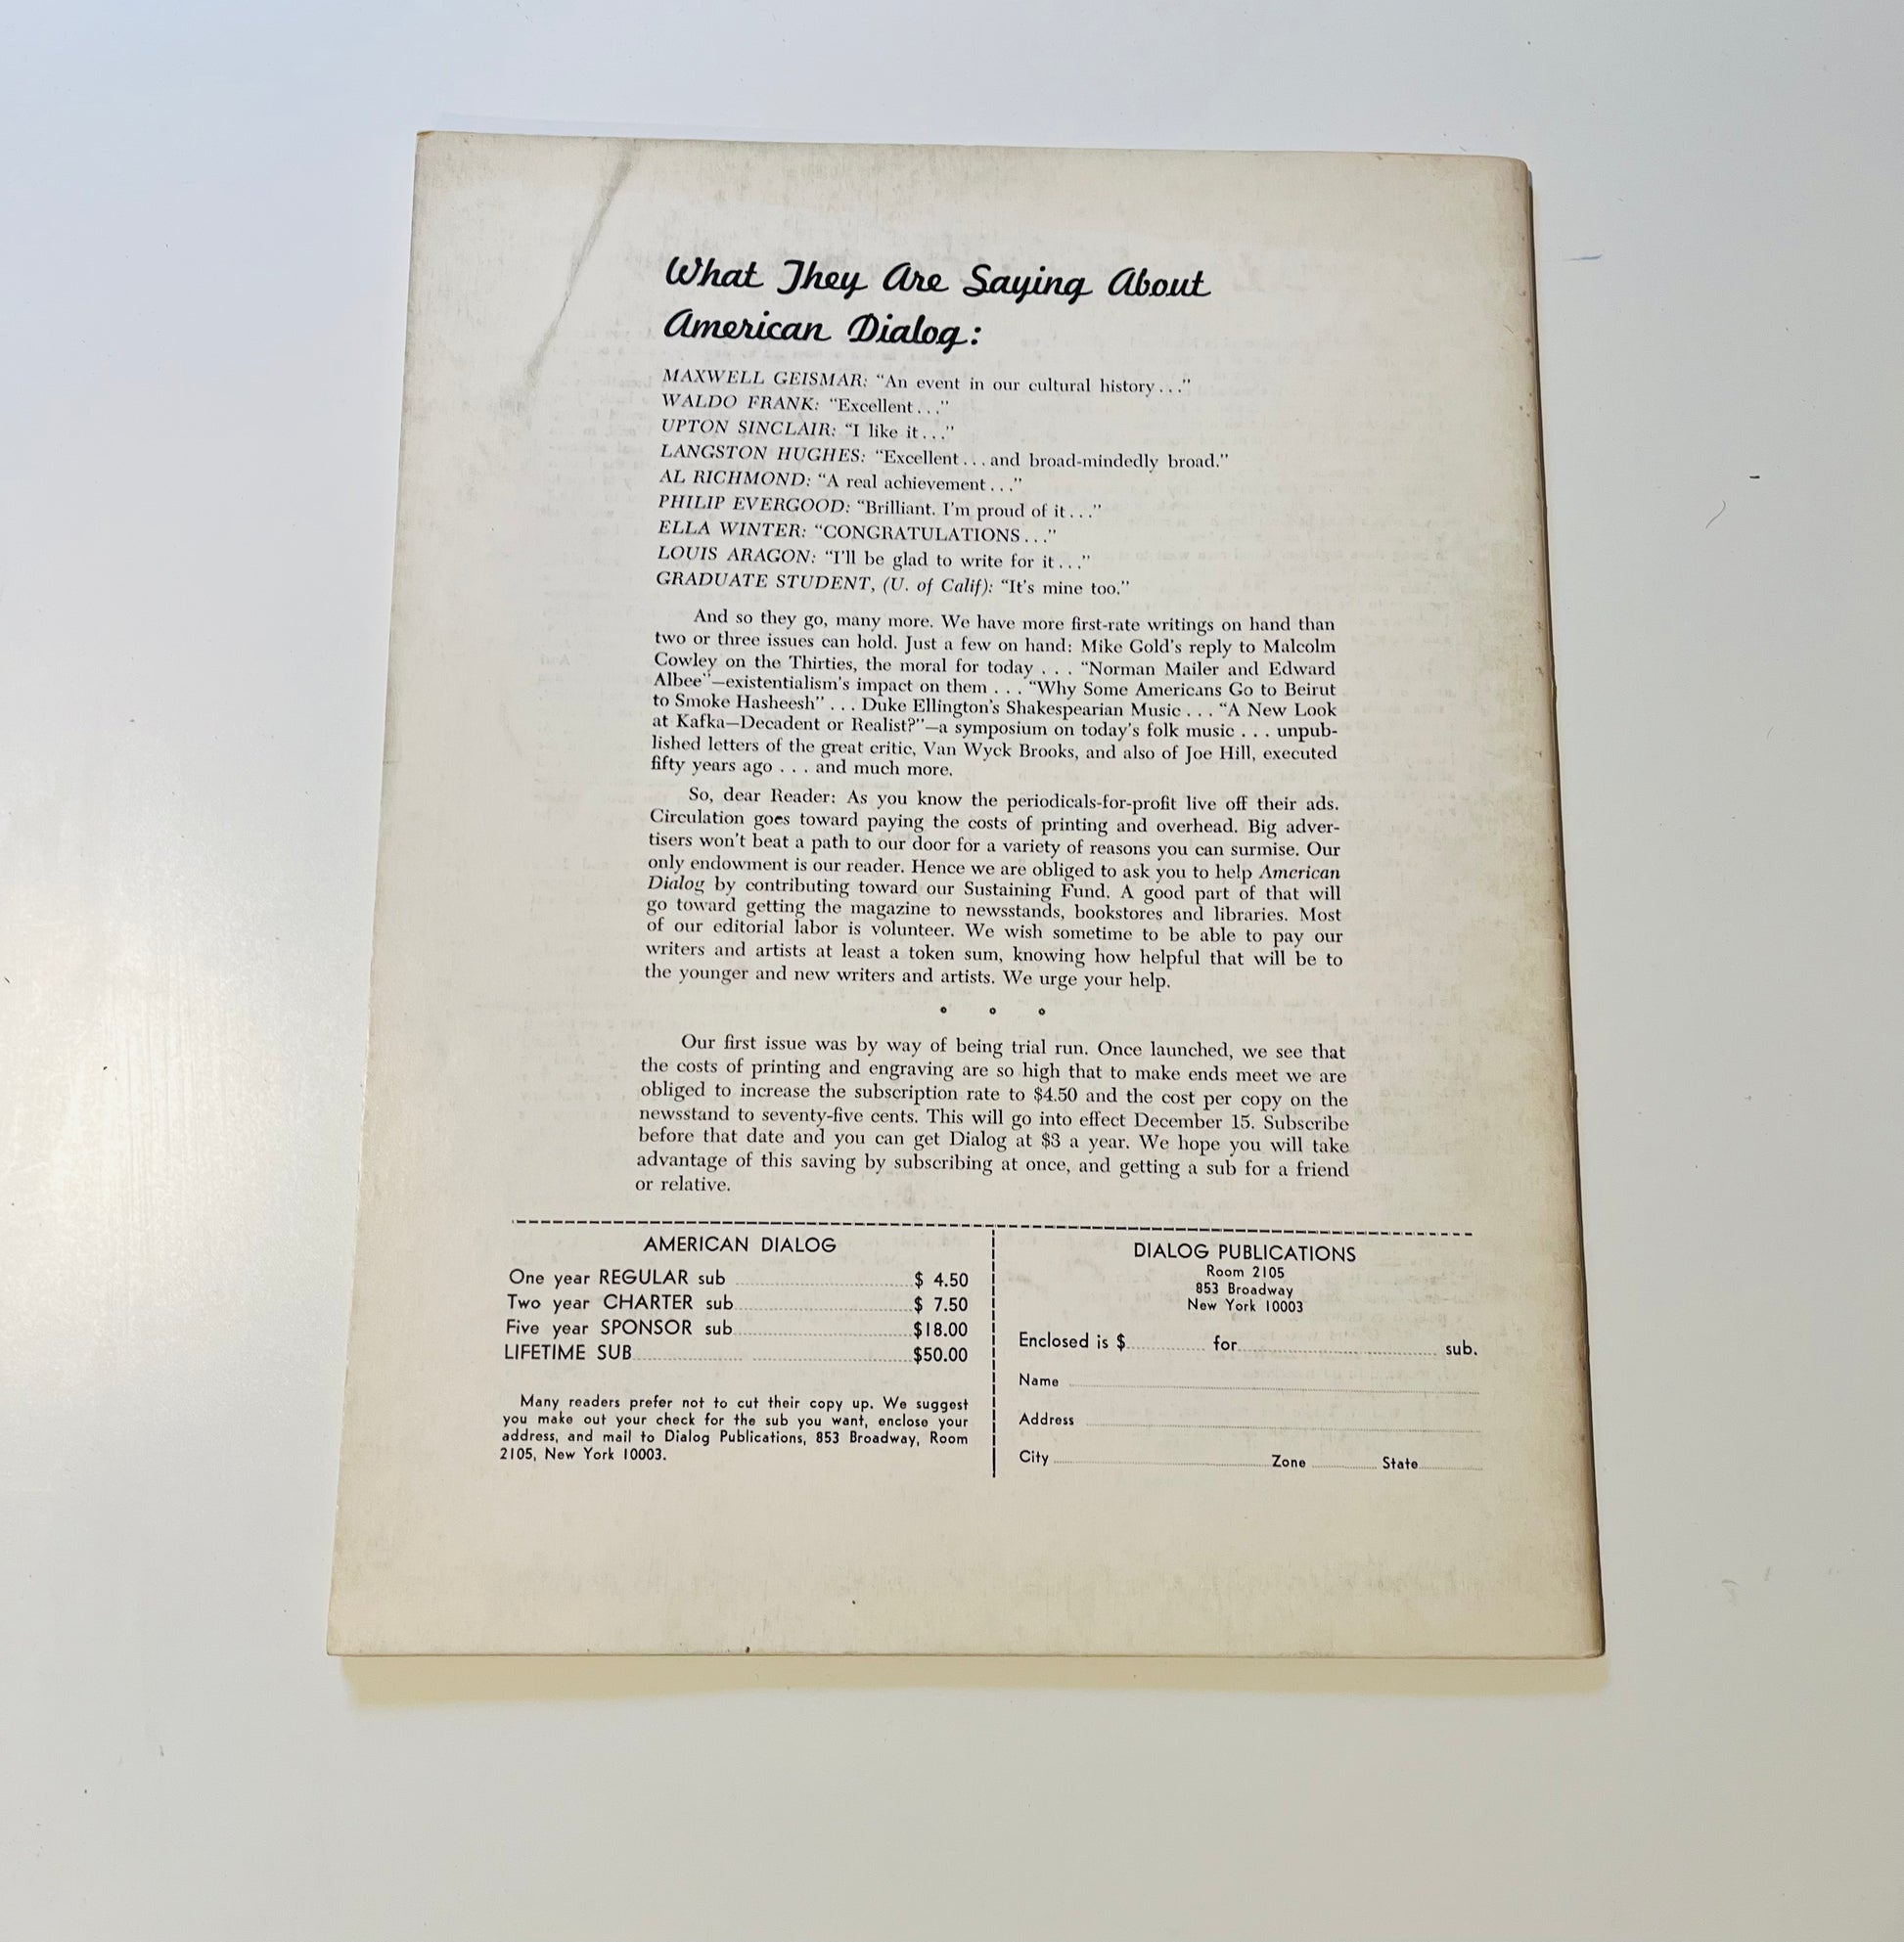 What They Are Saying About
American Dialog:
MAXWELL GEISMAR: “An event in our cultural history . . .”
WALDO FRANK: “Excellent . . .”
UPTON SINCLAIR: “I like it . . .”
LANGSTON HUGHES: “Excellent . . . and broad-mindedly broad.”
AL RICHMOND: “A real achievement . . .”
PHILIP EVERGOOD: “Brilliant. I'm proud of it . . .”
ELLA WINTER: “CONGRATULATIONS . . .”
LOUIS ARAGON: “I'll be glad to write for it . . .”
GRADUATE STUDENT, (U. of Calif): “It's mine too.”
And so they go, many more. We have more first-rate writings on hand than
two or three issues can hold. Just a few on hand: Mike Gold's reply to Malcolm
Cowley on the Thirties, the moral for today . . . “Norman Mailer and Edward
Albee”—existentialism's impact on them . . . “Why Some Americans Go to Beirut
to Smoke Hasheesh” . . . Duke Ellington's Shakespearian Music . . . “A New Look
at Kafka—Decadent or Realist?”—a symposium on today's folk music . . . unpub-
lished letters of the great critic, Van Wyck Brooks, and also of Joe Hill, executed
fifty years ago . . . and much more.
So, dear Reader: As you know the periodicals-for-profit live off their ads.
Circulation goes toward paying the costs of printing and overhead. Big adver-
tisers won't beat a path to our door for a variety of reasons you can surmise. Our
only endowment is our reader. Hence we are obliged to ask you to help American
Dialog by contributing toward our Sustaining Fund. A good part of that will
go toward getting the magazine to newsstands, bookstores and libraries. Most
of our editorial labor is volunteer. We wish sometime to be able to pay our
writers and artists at least a token sum, knowing how helpful that will be to
the younger and new writers and artists. We urge your help.
Our first issue was by way of being trial run. Once launched, we see that
the costs of printing and engraving are so high that to make ends meet we are
obliged to increase the subscription rate to $4.50 and the cost per copy on the
newsstand to seventy-five cents. This will go into effect December 15. Subscribe
before that date and you can get Dialog at $3 a year. We hope you will take
advantage of this saving by subscribing at once, and getting a sub for a friend
or relative.
AMERICAN DIALOG
One year REGULAR sub $ 4.50
Two year CHARTER sub $ 7.50
Five year SPONSOR sub $18.00
LIFETIME SUB $50.00
Many readers prefer not to cut their copy up. We suggest
you make out your check for the sub you want, enclose your
address, and mail to Dialog Publications, 853 Broadway, Room
2105, New York 10003.
DIALOG PUBLICATIONS
Room 2105
853 Broadway
New York 10003
Enclosed is $ for sub.
Name
Address
City Zone State